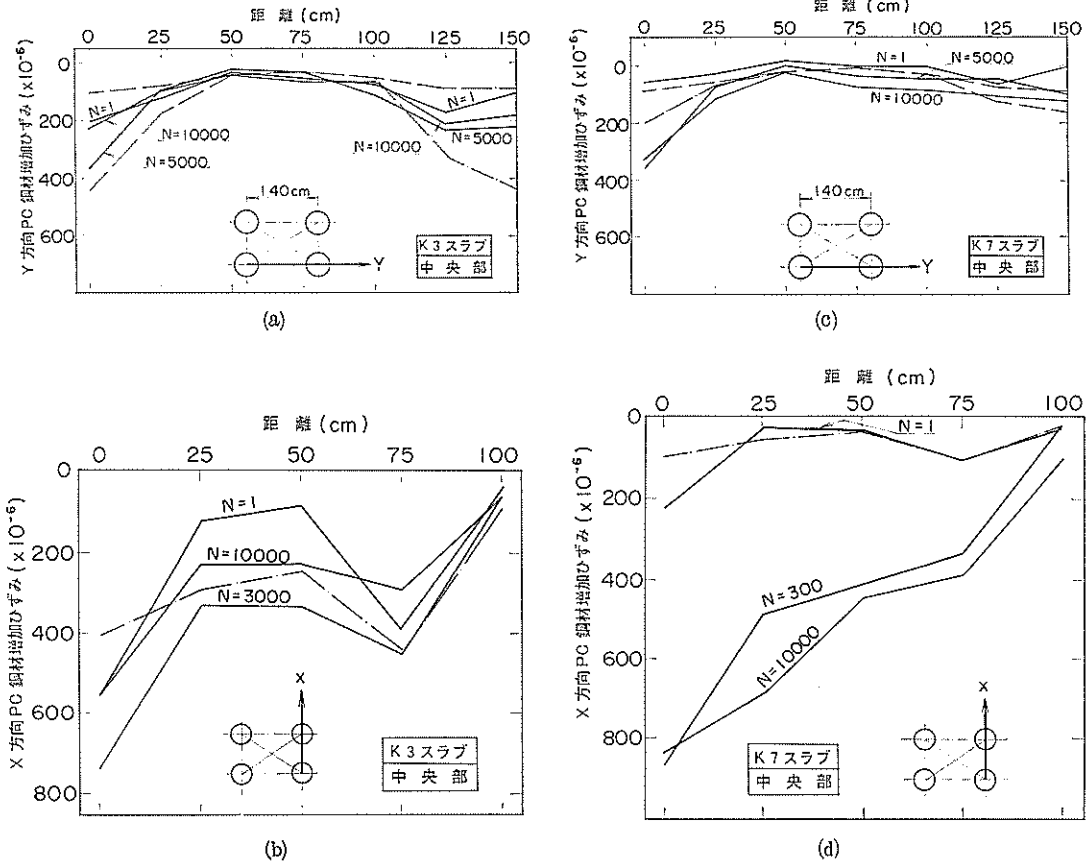 距離(cm)
0 25 50 75 100 125 150
Y方向PC鋼材増加ひずみ(×10⁻⁶)
0
200
400
600
N=1
N=1
N=10000
N=5000
N=10000
N=5000
140cm
Y
K3スラブ
中央部
(a)
距離(cm)
0 25 50 75 100 125 150
Y方向PC鋼材増加ひずみ(×10⁻⁶)
0
200
400
600
N=1
N=5000
N=10000
140cm
Y
K7スラブ
中央部
(c)
距離(cm)
0 25 50 75 100
X方向PC鋼材増加ひずみ(×10⁻⁶)
0
200
400
600
800
N=1
N=10000
N=3000
X
K3スラブ
中央部
(b)
距離(cm)
0 25 50 75 100
X方向PC鋼材増加ひずみ(×10⁻⁶)
0
200
400
600
800
N=1
N=300
N=10000
X
K7スラブ
中央部
(d)